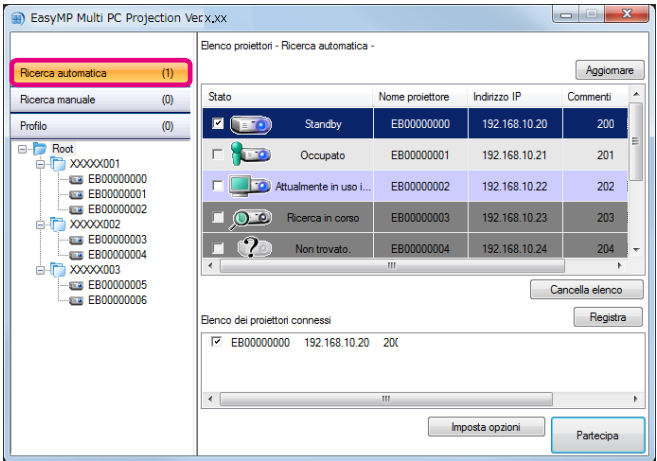 EasyMP Multi PC Projection Ver.x.xx
Elenco proiettori - Ricerca automatica -
Ricerca automatica (1)
Aggiornare
Ricerca manuale (0)
Profilo (0)
Root
XXXXX001
EB00000000
EB00000001
EB00000002
XXXXX002
EB00000003
EB00000004
XXXXX003
EB00000005
EB00000006
Stato Nome proiettore Indirizzo IP Commenti
Standby EB00000000 192.168.10.20 200
Occupato EB00000001 192.168.10.21 201
Attualmente in uso i... EB00000002 192.168.10.22 202
Ricerca in corso EB00000003 192.168.10.23 203
Non trovato. EB00000004 192.168.10.24 204
Cancella elenco
Elenco dei proiettori connessi
Registra
EB00000000 192.168.10.20 200
Imposta opzioni
Partecipa